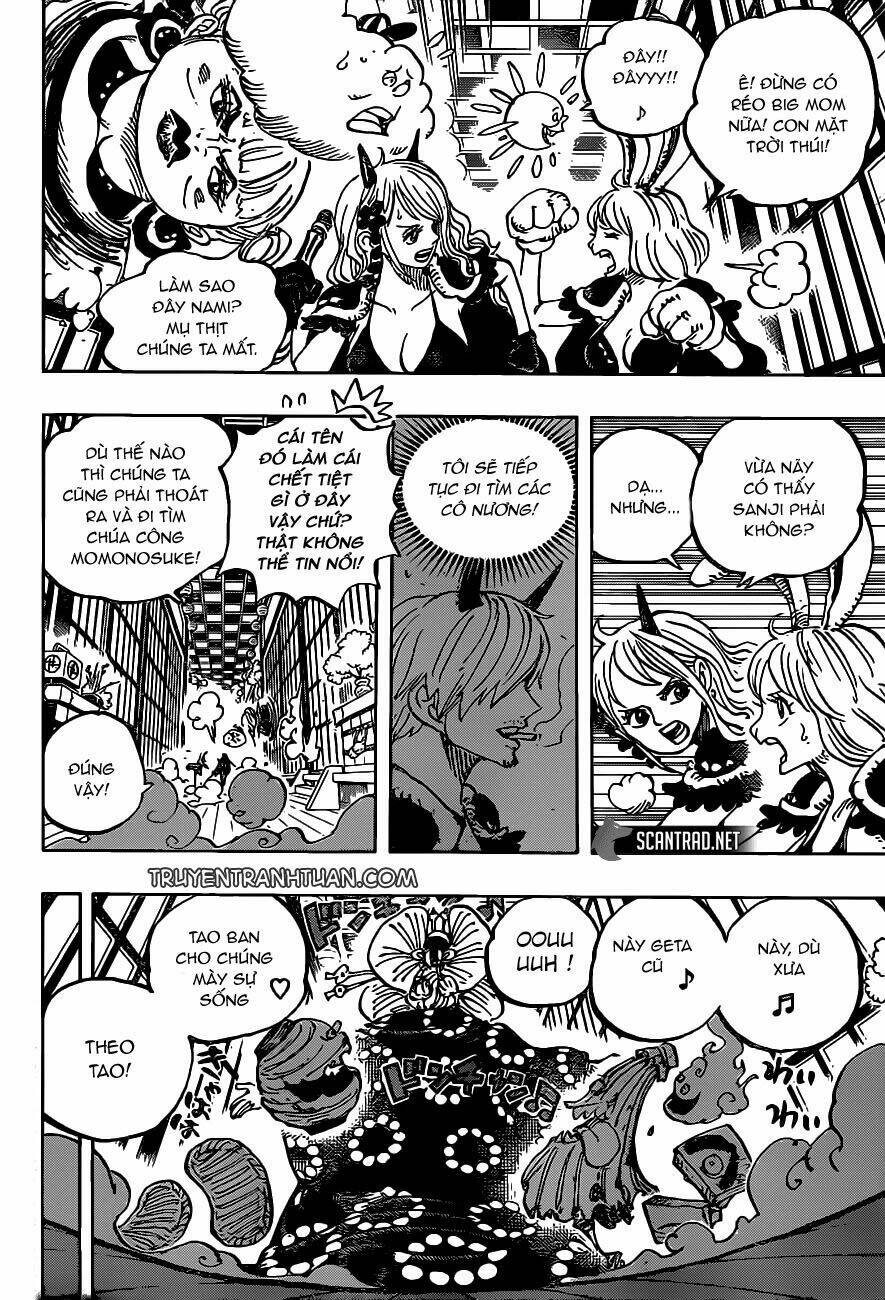 Ê! ĐỪNG CÓ
RÉO BIG MOM
NỮA! CON MẶT
TRỜI THÚI!
ĐÂY!!
ĐÂYYY!!
LÀM SAO
ĐÂY NAMI?
MỤ THỊT
CHÚNG TA MẤT.
VỪA NÃY
CÓ THẤY
SANJI PHẢI
KHÔNG?
DẠ...
NHƯNG...
TÔI SẼ TIẾP
TỤC ĐI TÌM CÁC
CÔ NƯƠNG!
CÁI TÊN
ĐÓ LÀM CÁI
CHẾT TIỆT
GÌ Ở ĐÂY
VẬY CHỨ?
THẬT KHÔNG
THỂ TIN NỔI!
DÙ THẾ NÀO
THÌ CHÚNG TA
CŨNG PHẢI THOÁT
RA VÀ ĐI TÌM
CHÚA CÔNG
MOMONOSUKE!
ĐÚNG
VẬY!
SCANTRAD.NET
TRUYENTRANHTUAN.COM
NÀY, DÙ
XƯA
NÀY GETA
CŨ
OOUU
UUH !
TAO BAN
CHO CHÚNG
MÀY SỰ
SỐNG
THEO
TAO!